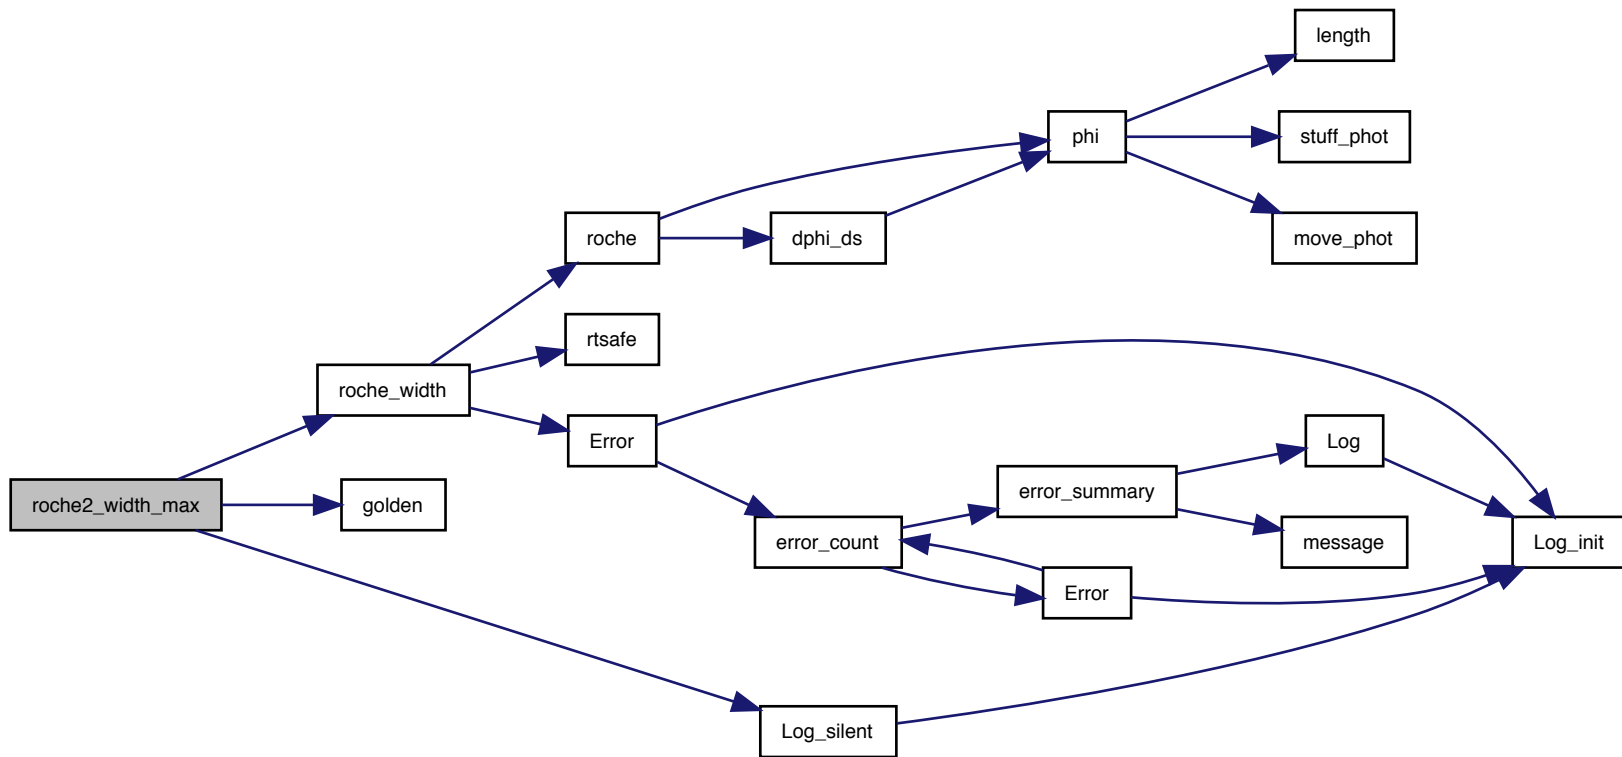 length
phi
stuff_phot
roche
dphi_ds
move_phot
rtsafe
roche_width
Error
Log
roche2_width_max
golden
error_summary
error_count
message
Log_init
Error
Log_silent